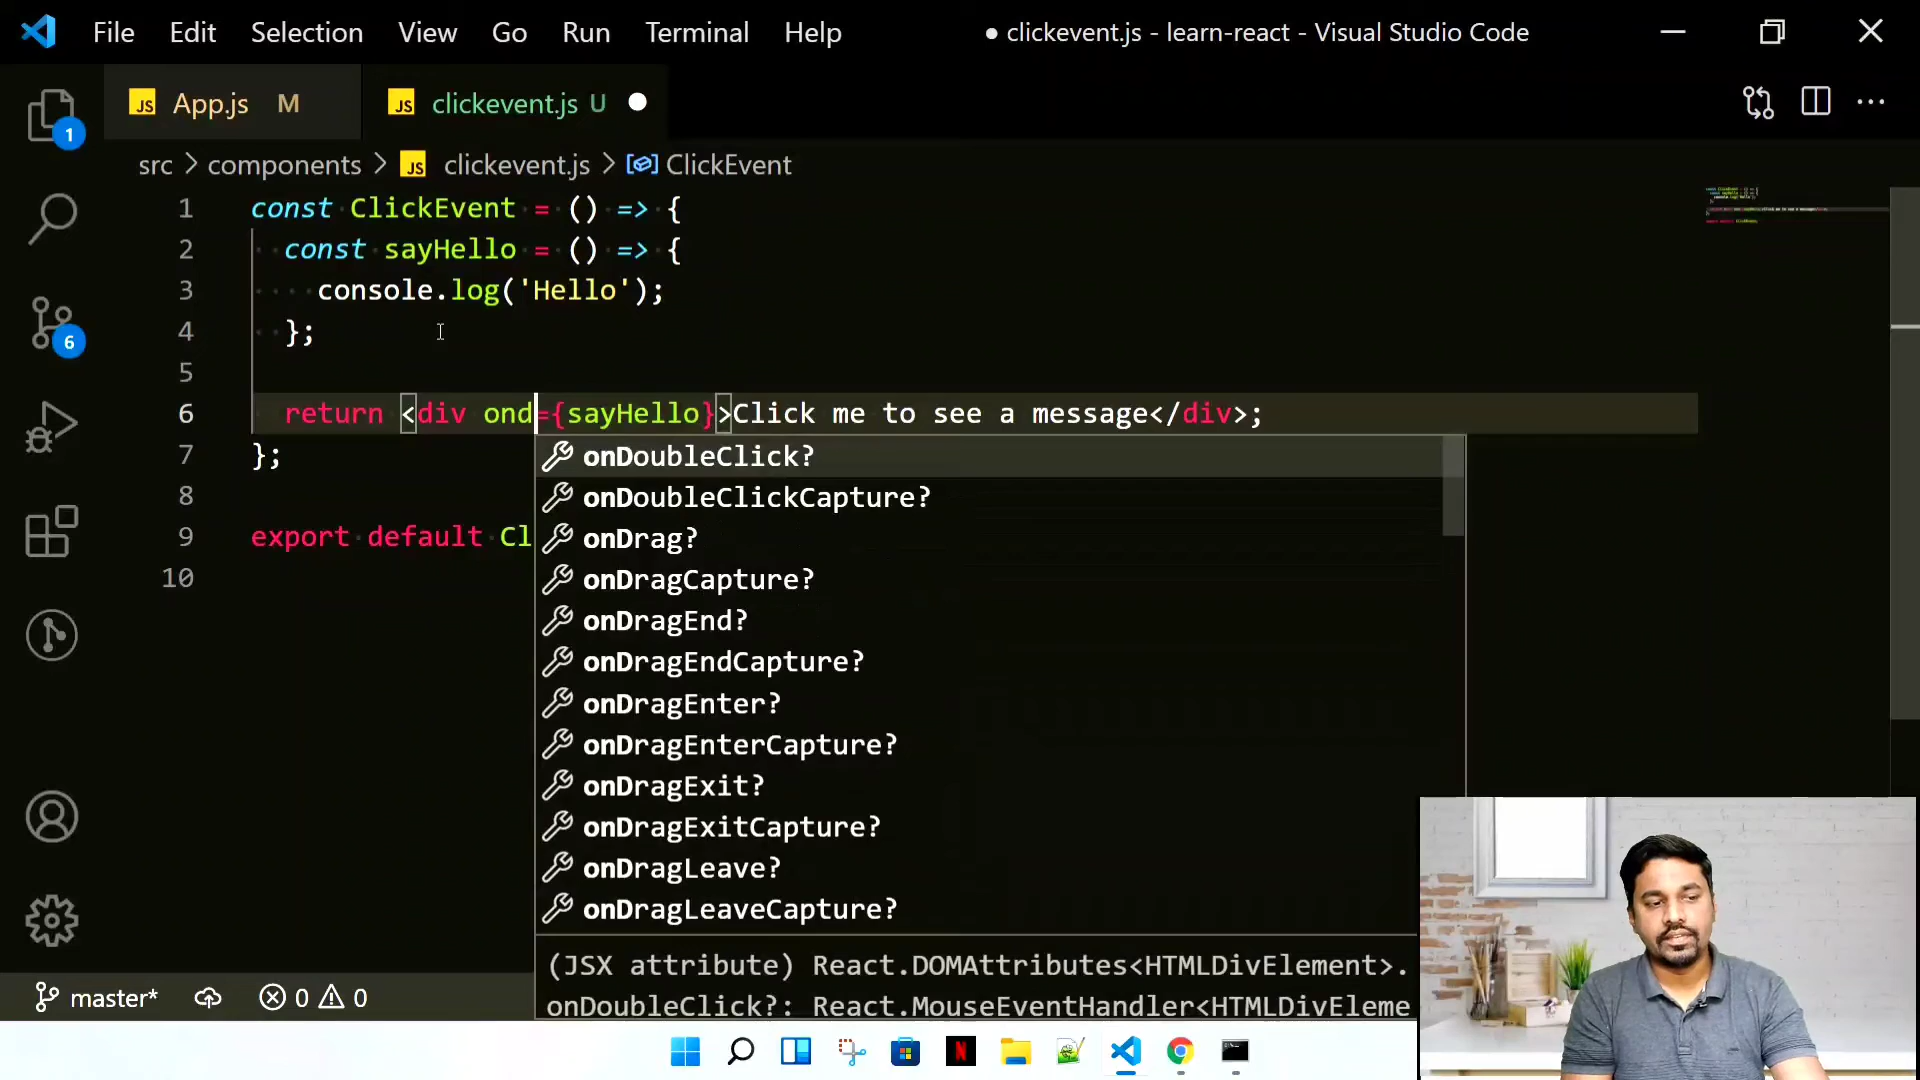 File Edit Selection View Go Run Terminal Help ● clickevent.js - learn-react - Visual Studio Code
JS App.js M JS clickevent.js U
1
src > components > JS clickevent.js > ClickEvent
1 const ClickEvent = () => {
2 const sayHello = () => {
3 console.log('Hello');
4 };
6
5
6 return <div ond={sayHello}>Click me to see a message</div>;
7 };
onDoubleClick?
8
onDoubleClickCapture?
9 export default Cl
onDrag?
10
onDragCapture?
onDragEnd?
onDragEndCapture?
onDragEnter?
onDragEnterCapture?
onDragExit?
onDragExitCapture?
onDragLeave?
onDragLeaveCapture?
(JSX attribute) React.DOMAttributes<HTMLDivElement>.
onDoubleClick?: React.MouseEventHandler<HTMLDivEleme
master* 0 0
N